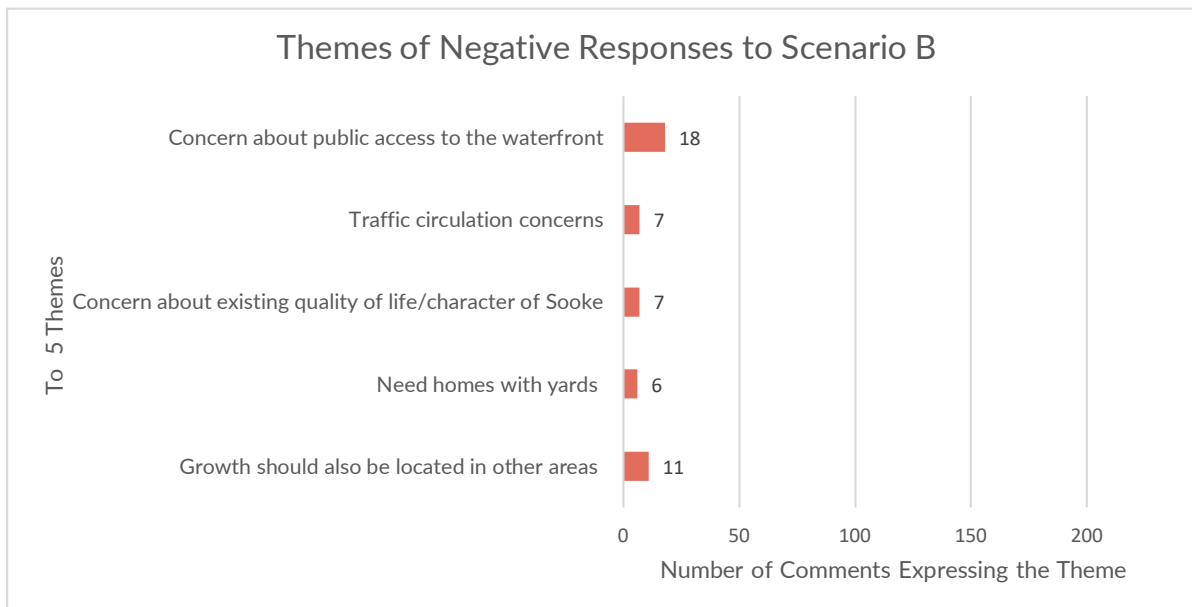 Themes of Negative Responses to Scenario B
To 5 Themes
Concern about public access to the waterfront 18
Traffic circulation concerns 7
Concern about existing quality of life/character of Sooke 7
Need homes with yards 6
Growth should also be located in other areas 11
0 50 100 150 200
Number of Comments Expressing the Theme